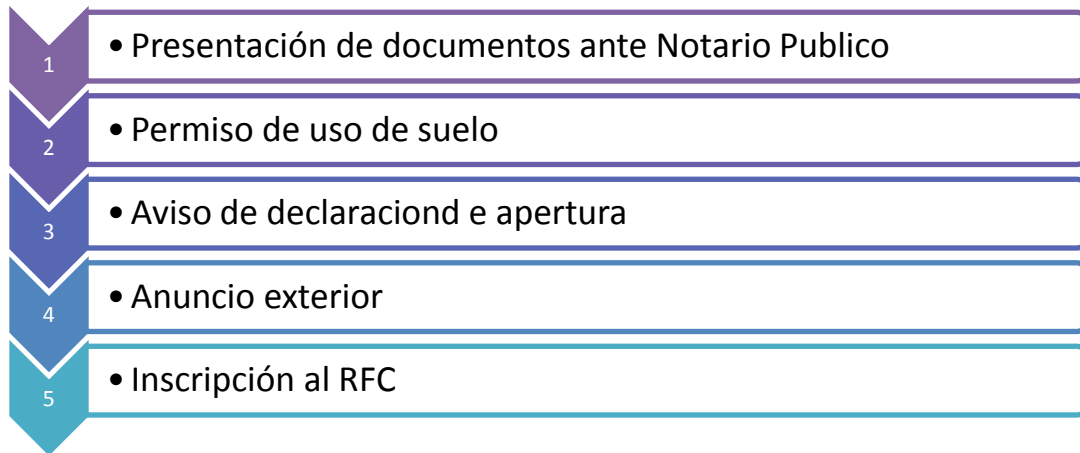 1
• Presentación de documentos ante Notario Publico
2
• Permiso de uso de suelo
3
• Aviso de declaraciond e apertura
4
• Anuncio exterior
5
• Inscripción al RFC